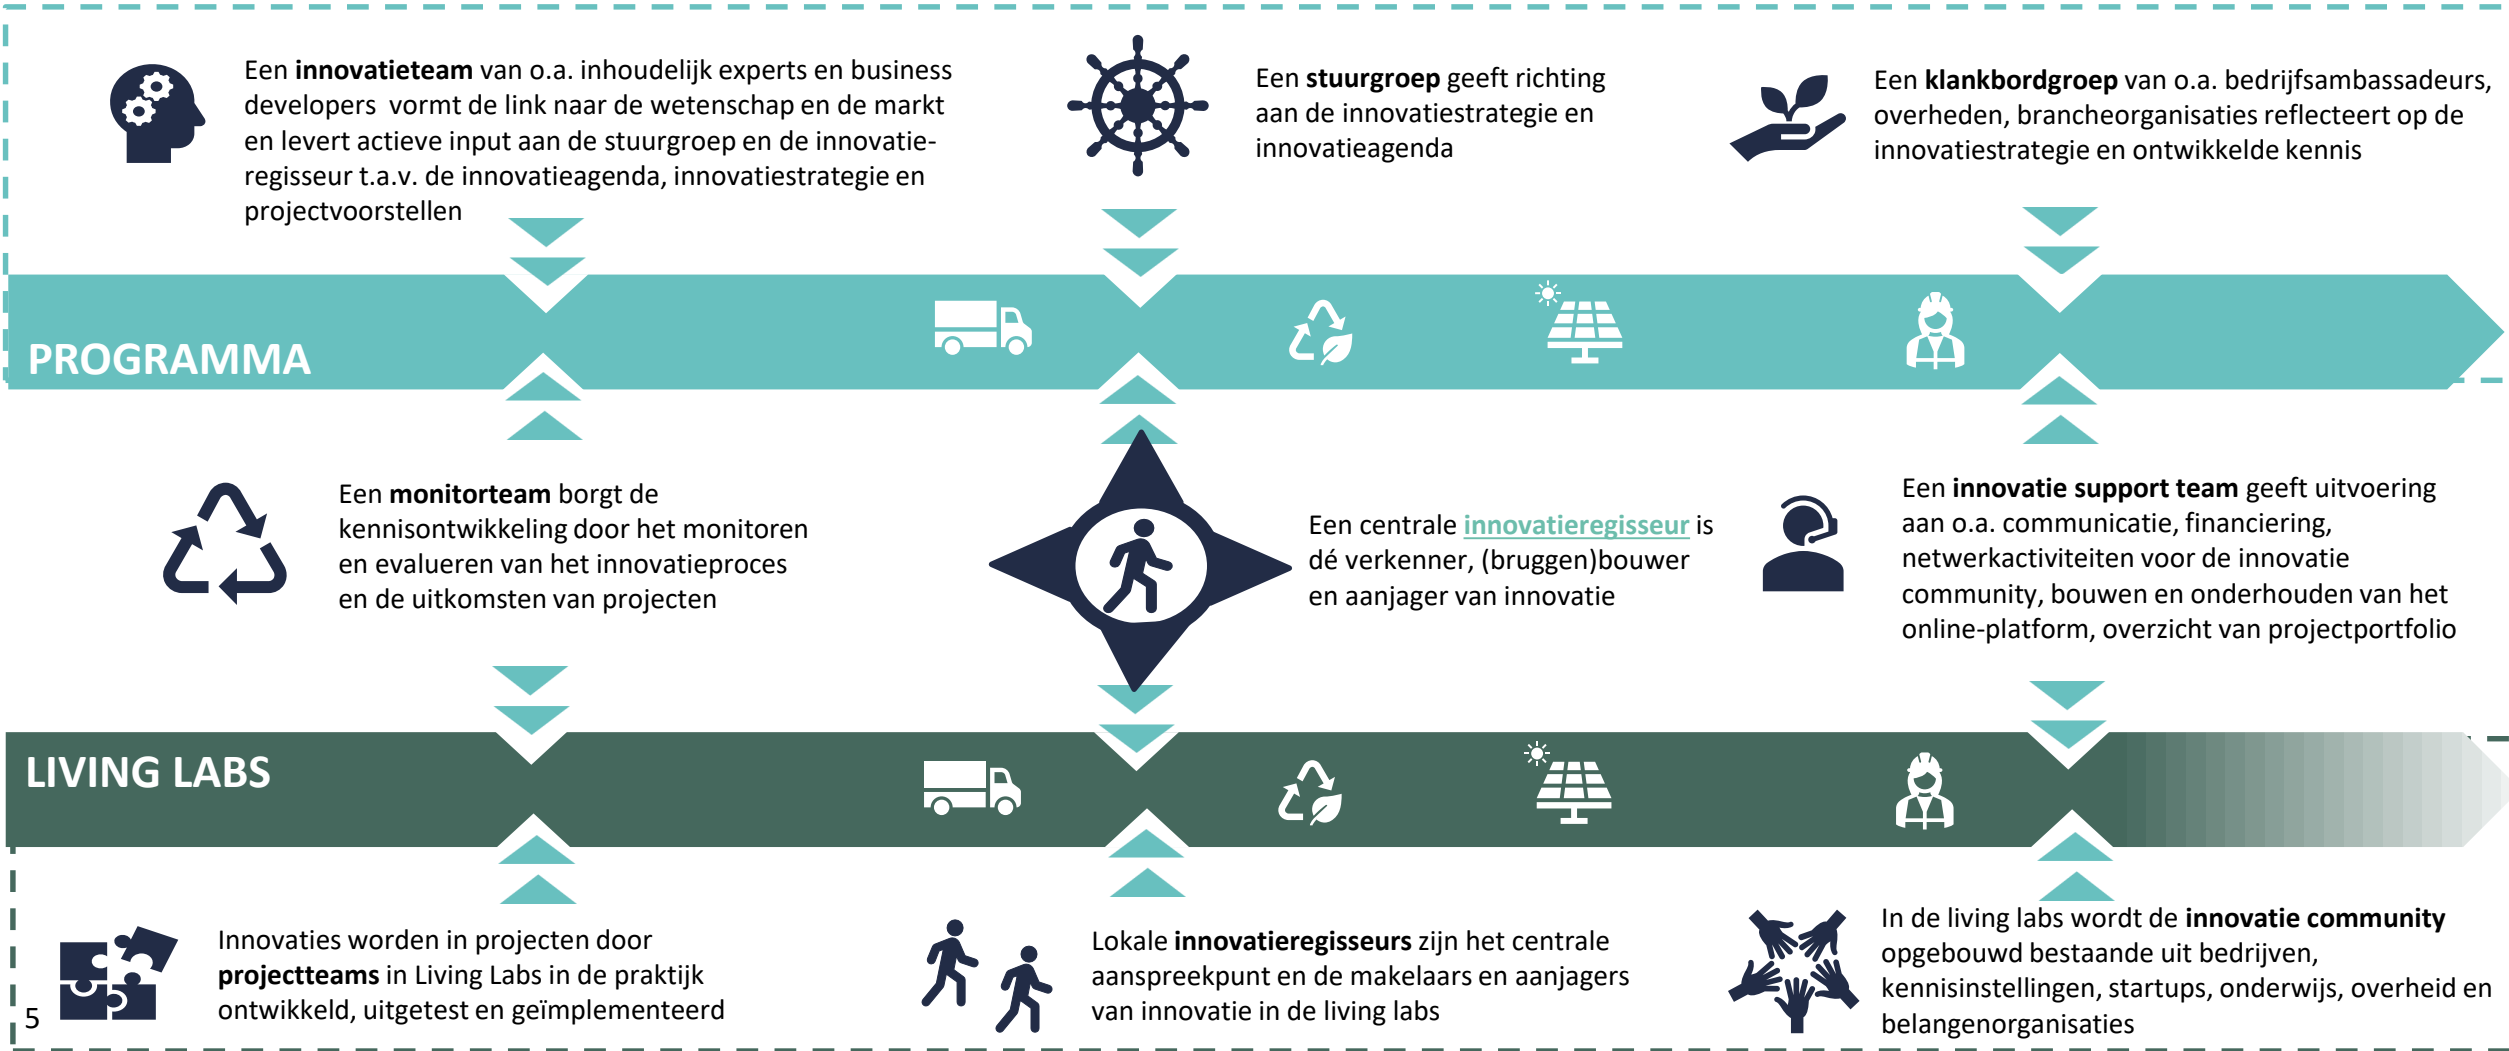 Een innovatieteam van o.a. inhoudelijk experts en business
developers vormt de link naar de wetenschap en de markt
en levert actieve input aan de stuurgroep en de innovatie-
regisseur t.a.v. de innovatieagenda, innovatiestrategie en
projectvoorstellen
Een stuurgroep geeft richting
aan de innovatiestrategie en
innovatieagenda
Een klankbordgroep van o.a. bedrijfsambassadeurs,
overheden, brancheorganisaties reflecteert op de
innovatiestrategie en ontwikkelde kennis
PROGRAMMA
Een monitorteam borgt de
kennisontwikkeling door het monitoren
en evalueren van het innovatieproces
en de uitkomsten van projecten
Een centrale innovatieregisseur is
dé verkenner, (bruggen)bouwer
en aanjager van innovatie
Een innovatie support team geeft uitvoering
aan o.a. communicatie, financiering,
netwerkactiviteiten voor de innovatie
community, bouwen en onderhouden van het
online-platform, overzicht van projectportfolio
LIVING LABS
Innovaties worden in projecten door
projectteams in Living Labs in de praktijk
ontwikkeld, uitgetest en geïmplementeerd
Lokale innovatieregisseurs zijn het centrale
aanspreekpunt en de makelaars en aanjagers
van innovatie in de living labs
In de living labs wordt de innovatie community
opgebouwd bestaande uit bedrijven,
kennisinstellingen, startups, onderwijs, overheid en
belangenorganisaties
5